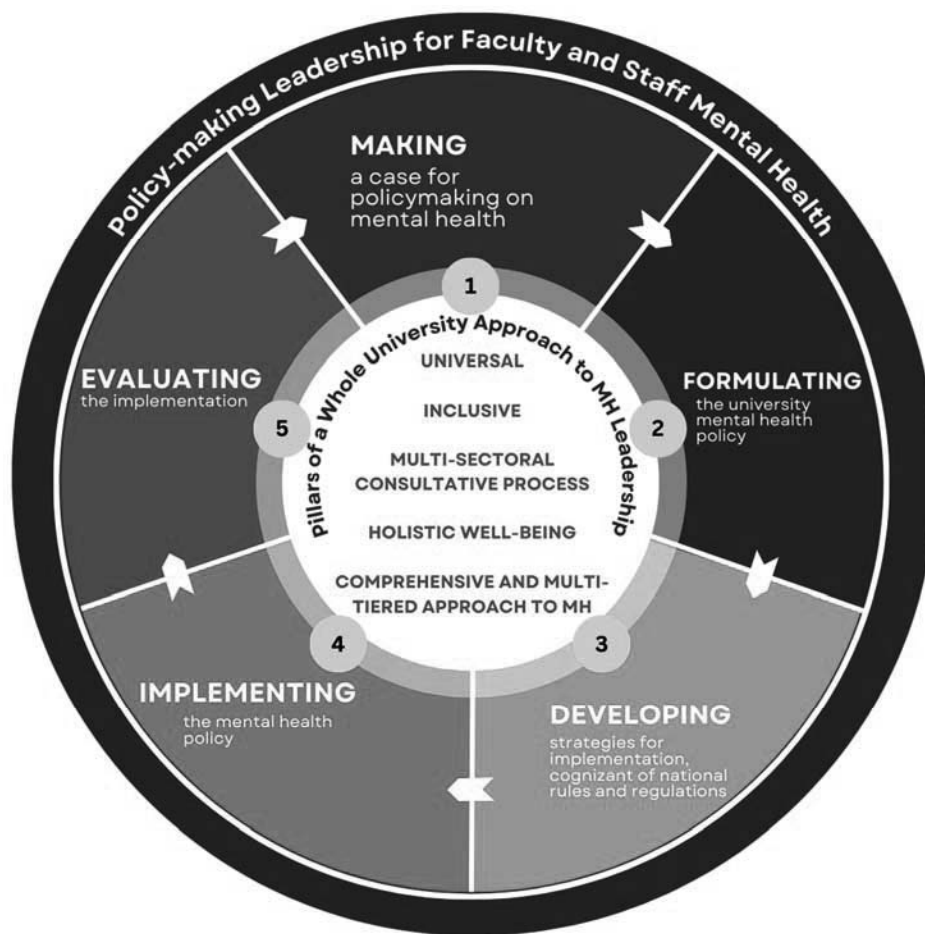 Policy-making Leadership for Faculty and Staff Mental Health
MAKING
a case for
policymaking on
mental health
1
FORMULATING
the university
mental health
policy
2
DEVELOPING
strategies for
implementation,
cognizant of national
rules and regulations
3
IMPLEMENTING
the mental health
policy
4
EVALUATING
the implementation
5
Pillars of a Whole University Approach to MH Leadership
UNIVERSAL
INCLUSIVE
MULTI-SECTORAL
CONSULTATIVE PROCESS
HOLISTIC WELL-BEING
COMPREHENSIVE AND MULTI-
TIERED APPROACH TO MH